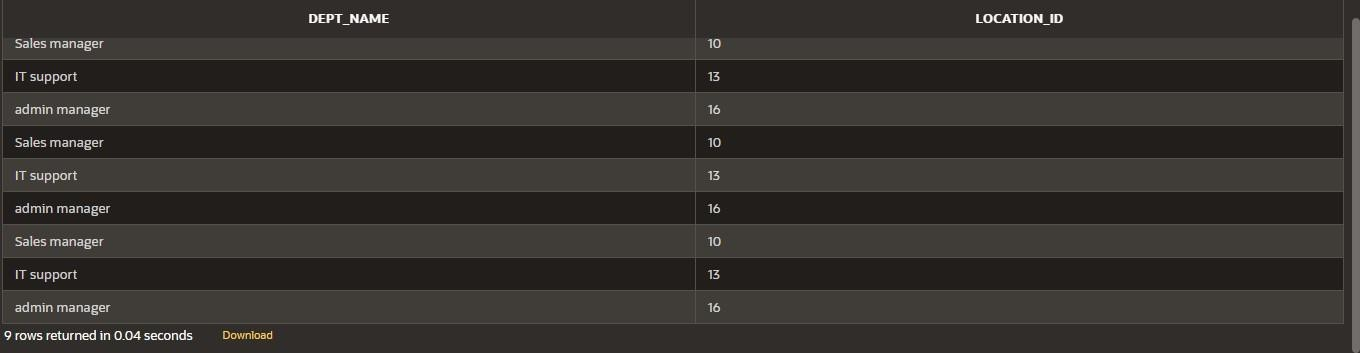 DEPT_NAME LOCATION_ID
Sales manager 10
IT support 13
admin manager 16
Sales manager 10
IT support 13
admin manager 16
Sales manager 10
IT support 13
admin manager 16
9 rows returned in 0.04 seconds Download